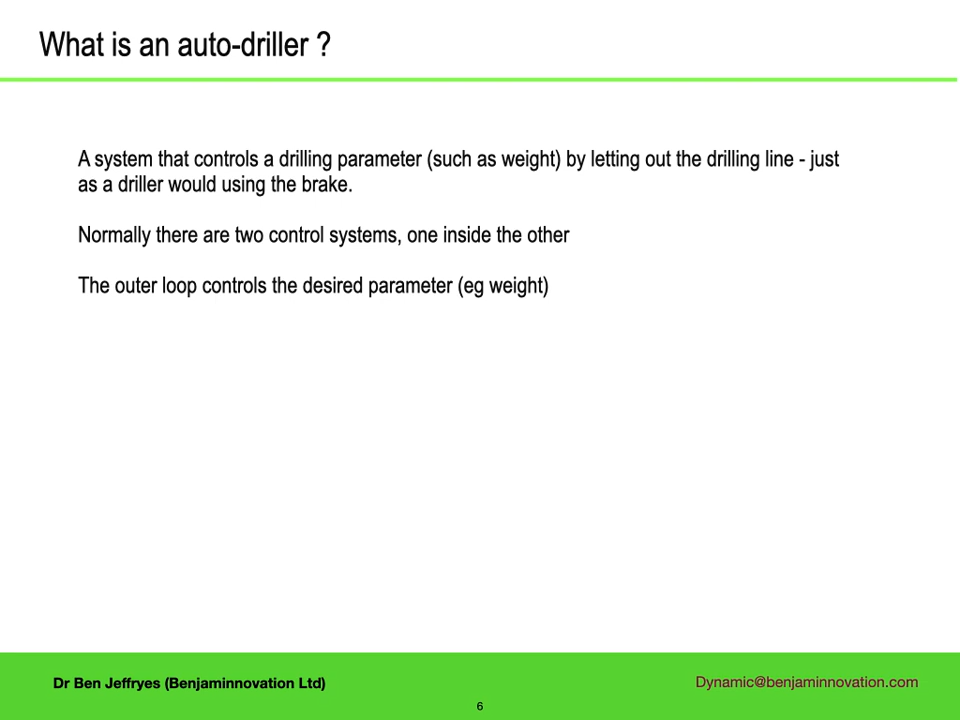 What is an auto-driller ?
A system that controls a drilling parameter (such as weight) by letting out the drilling line - just
as a driller would using the brake.
Normally there are two control systems, one inside the other
The outer loop controls the desired parameter (eg weight)
Dr Ben Jeffryes (Benjaminnovation Ltd)
Dynamic@benjaminnovation.com
6